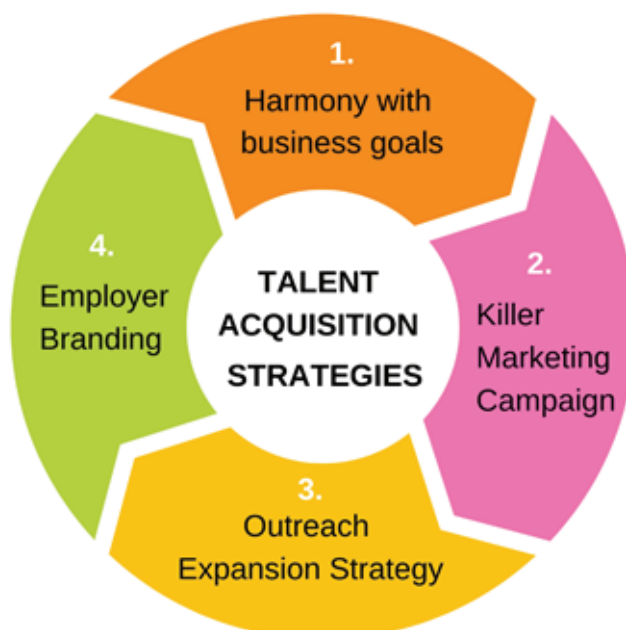 1.
Harmony with
business goals
2.
Killer
Marketing
Campaign
3.
Outreach
Expansion Strategy
4.
Employer
Branding
TALENT
ACQUISITION
STRATEGIES